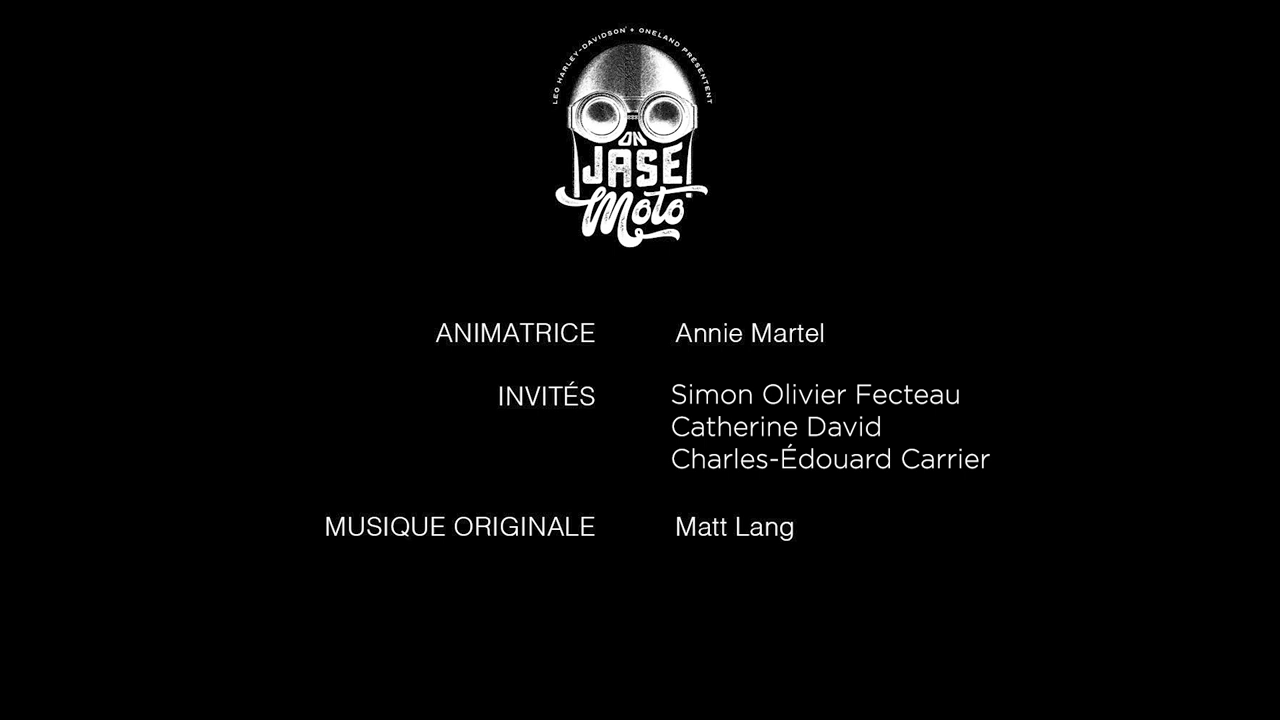 LEO HARLEY-DAVIDSON + ONELAND PRÉSENTENT
ON
JASE
Moto
ANIMATRICE Annie Martel
INVITÉS Simon Olivier Fecteau
Catherine David
Charles-Édouard Carrier
MUSIQUE ORIGINALE Matt Lang